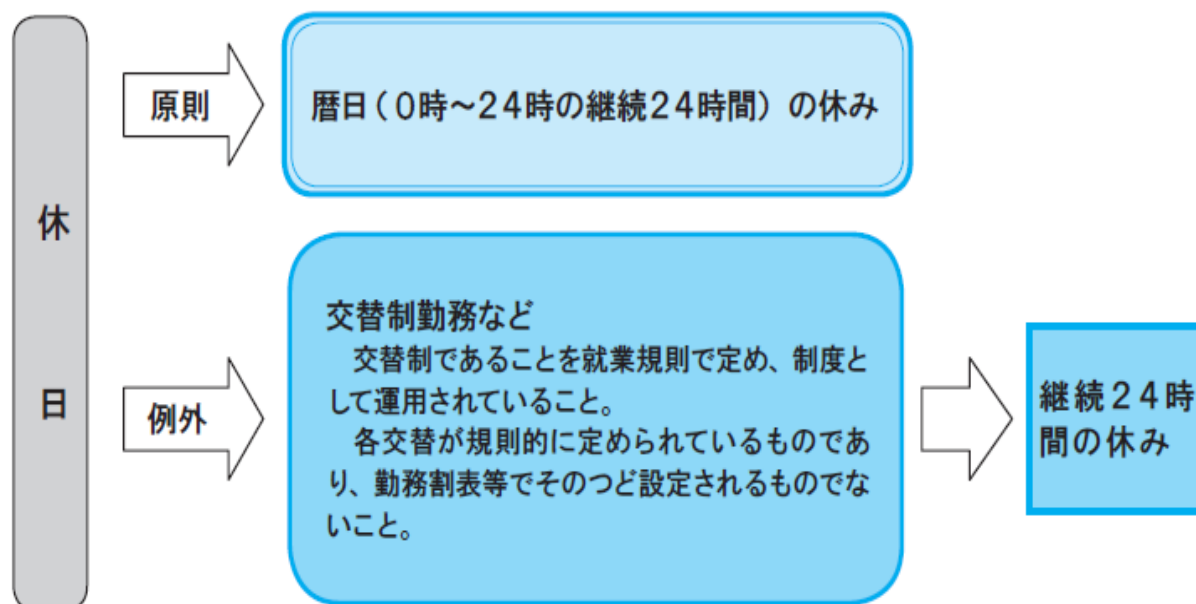 休日
原則
暦日（0時～24時の継続24時間）の休み
例外
交替制勤務など
　交替制であることを就業規則で定め、制度と
して運用されていること。
　各交替が規則的に定められているものであ
り、勤務割表等でそのつど設定されるものでな
いこと。
継続24時
間の休み